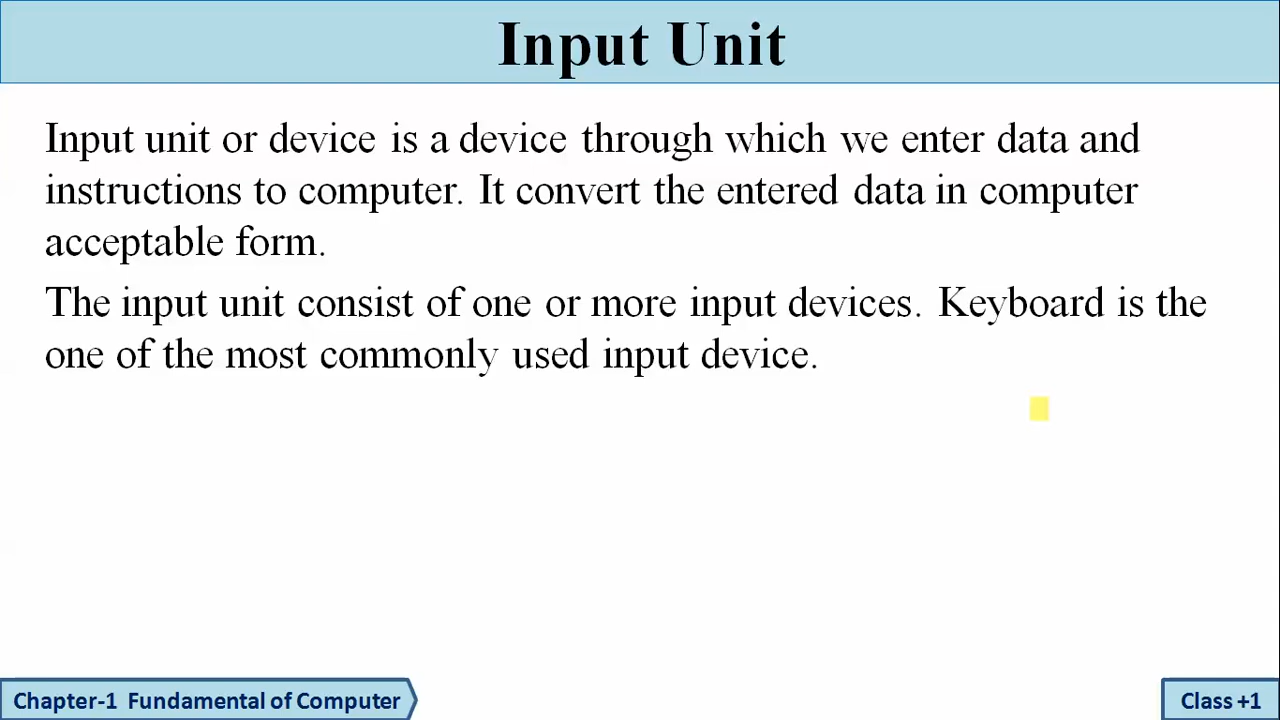 Input Unit
Input unit or device is a device through which we enter data and
instructions to computer. It convert the entered data in computer
acceptable form.
The input unit consist of one or more input devices. Keyboard is the
one of the most commonly used input device.
Chapter-1 Fundamental of Computer
Class +1